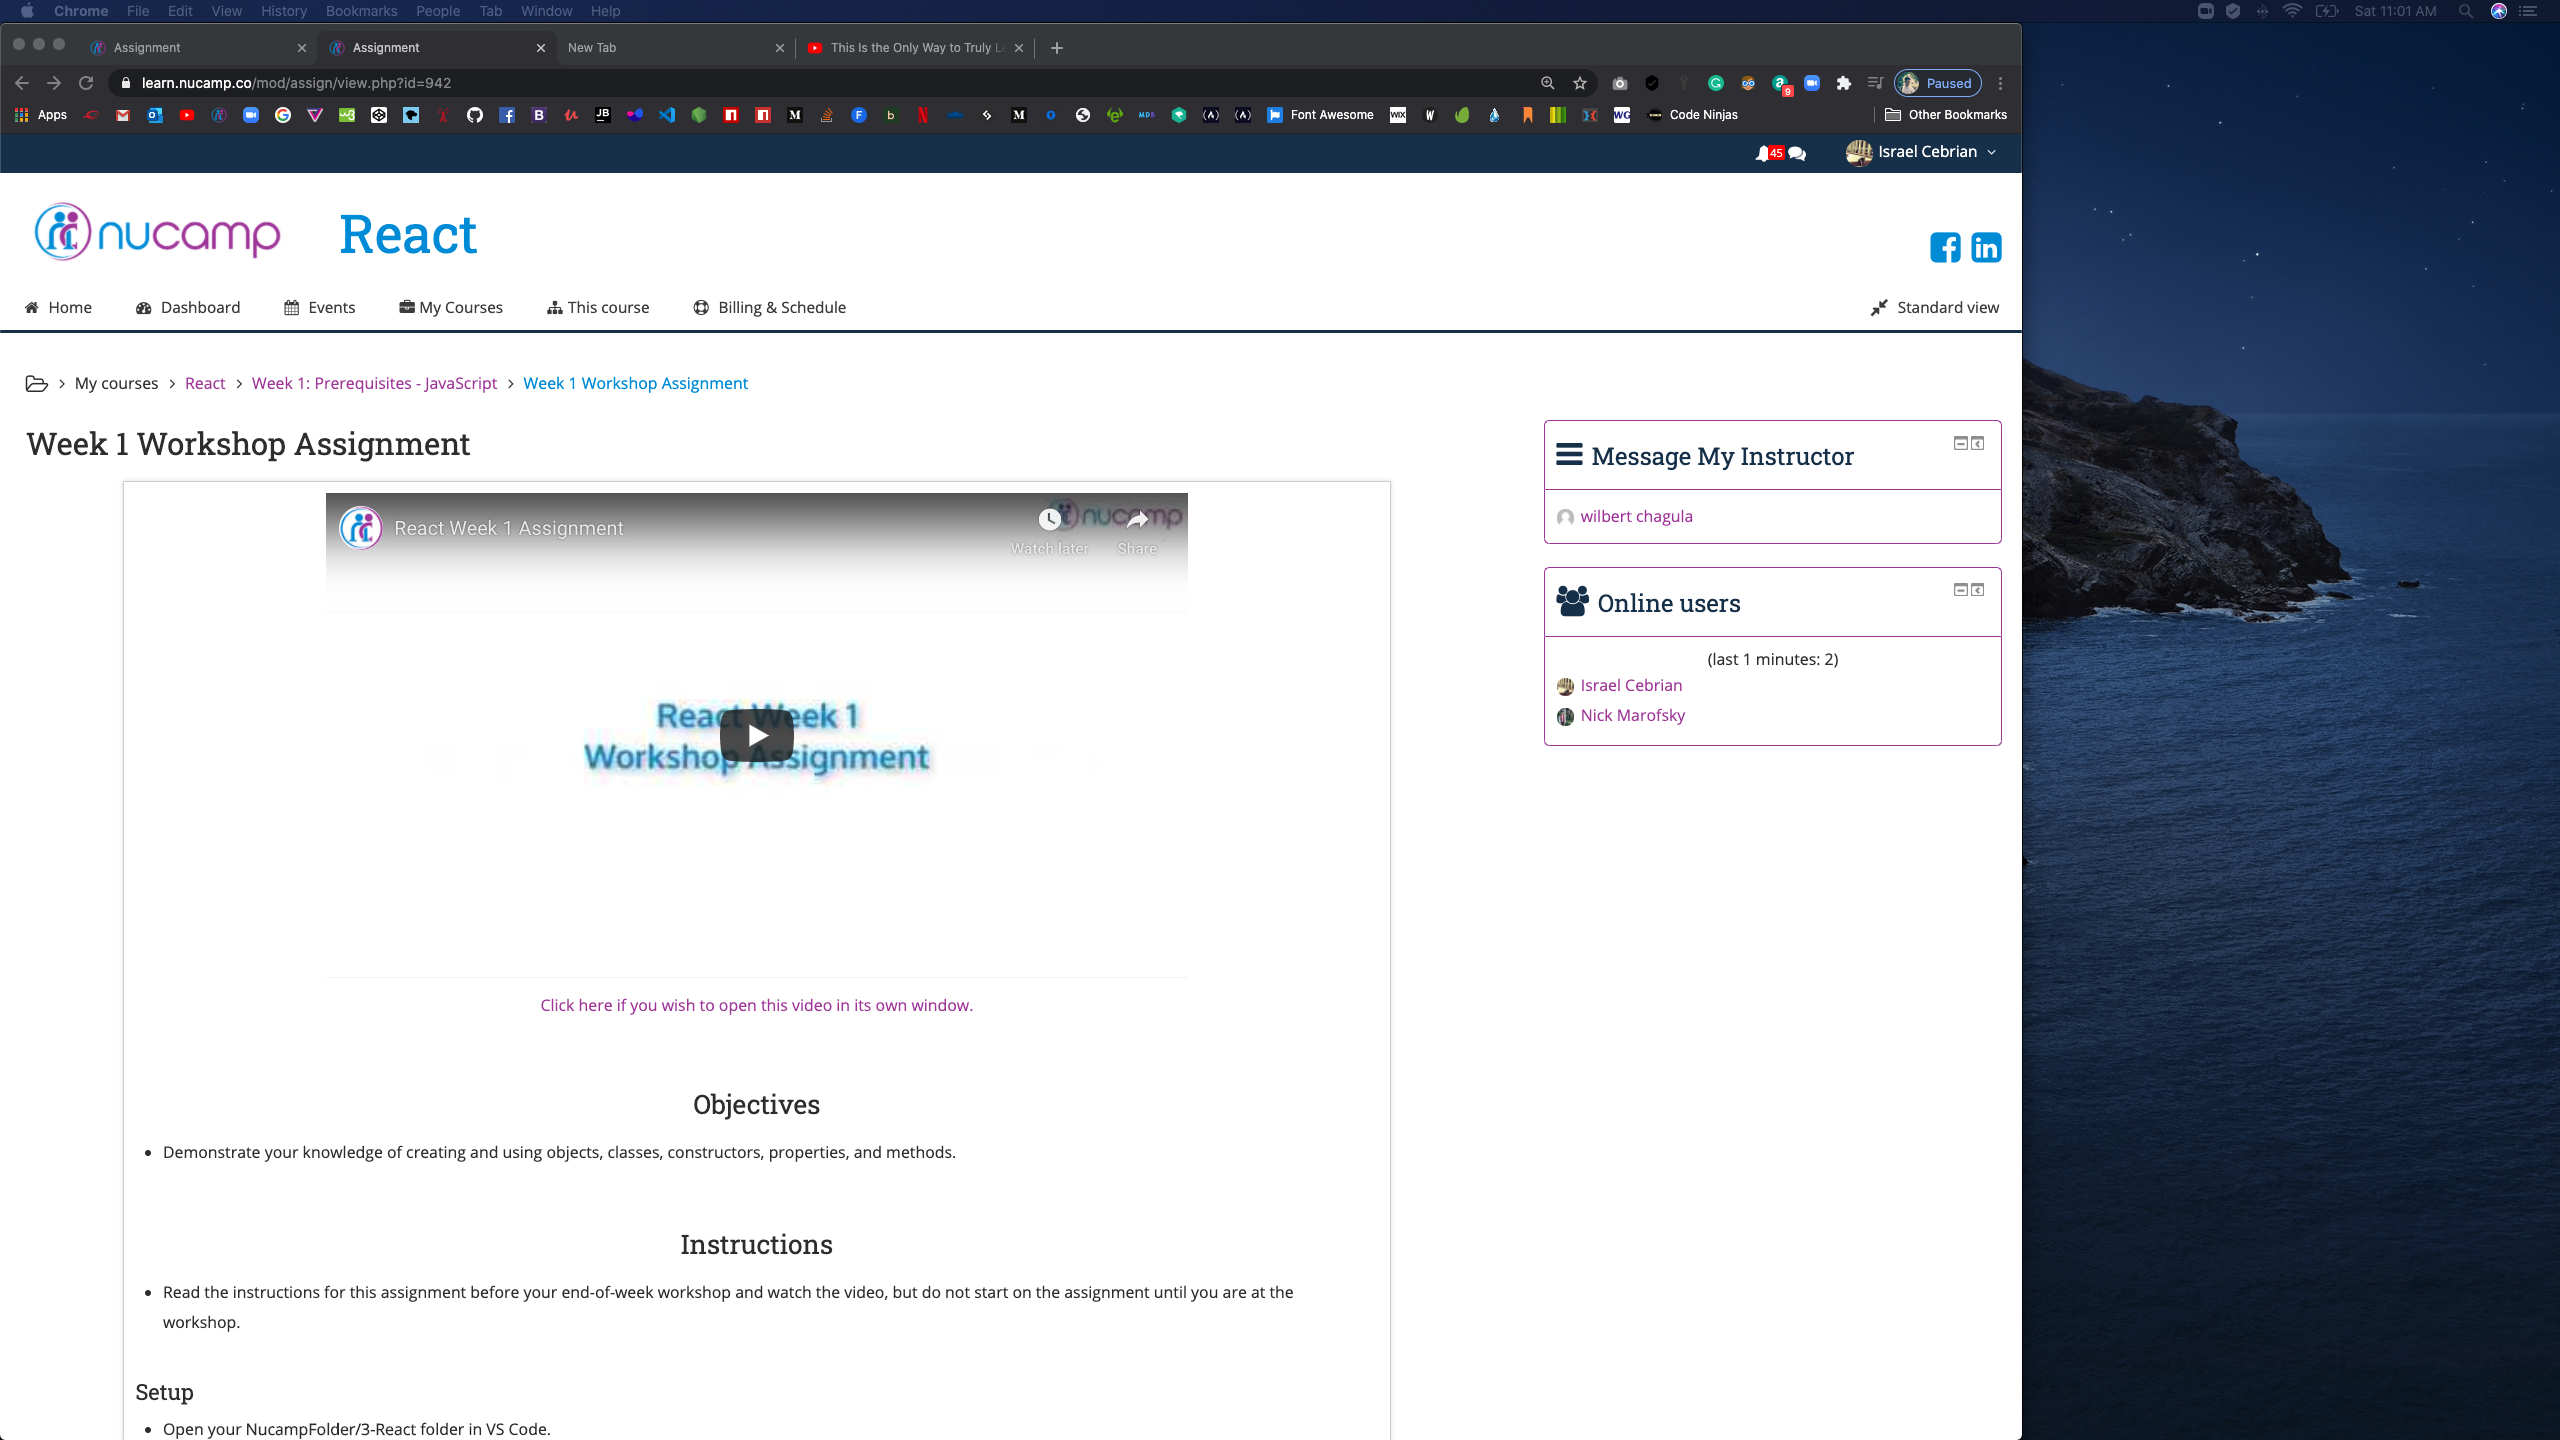 Chrome File Edit View History Bookmarks People Tab Window Help
Sat 11:01 AM
Assignment
Assignment
New Tab
This Is the Only Way to Truly Le
learn.nucamp.co/mod/assign/view.php?id=942
9
Paused
Apps
JB
Font Awesome
WIX
WG
Code Ninjas
Other Bookmarks
45
Israel Cebrian
nucamp
React
Home
Dashboard
Events
My Courses
This course
Billing & Schedule
Standard view
My courses > React > Week 1: Prerequisites - JavaScript > Week 1 Workshop Assignment
Week 1 Workshop Assignment
React Week 1 Assignment
nucamp
Watch later
Share
React Week 1
Workshop Assignment
Click here if you wish to open this video in its own window.
Objectives
Demonstrate your knowledge of creating and using objects, classes, constructors, properties, and methods.
Instructions
Read the instructions for this assignment before your end-of-week workshop and watch the video, but do not start on the assignment until you are at the
workshop.
Setup
Open your NucampFolder/3-React folder in VS Code.
Message My Instructor
wilbert chagula
Online users
(last 1 minutes: 2)
Israel Cebrian
Nick Marofsky